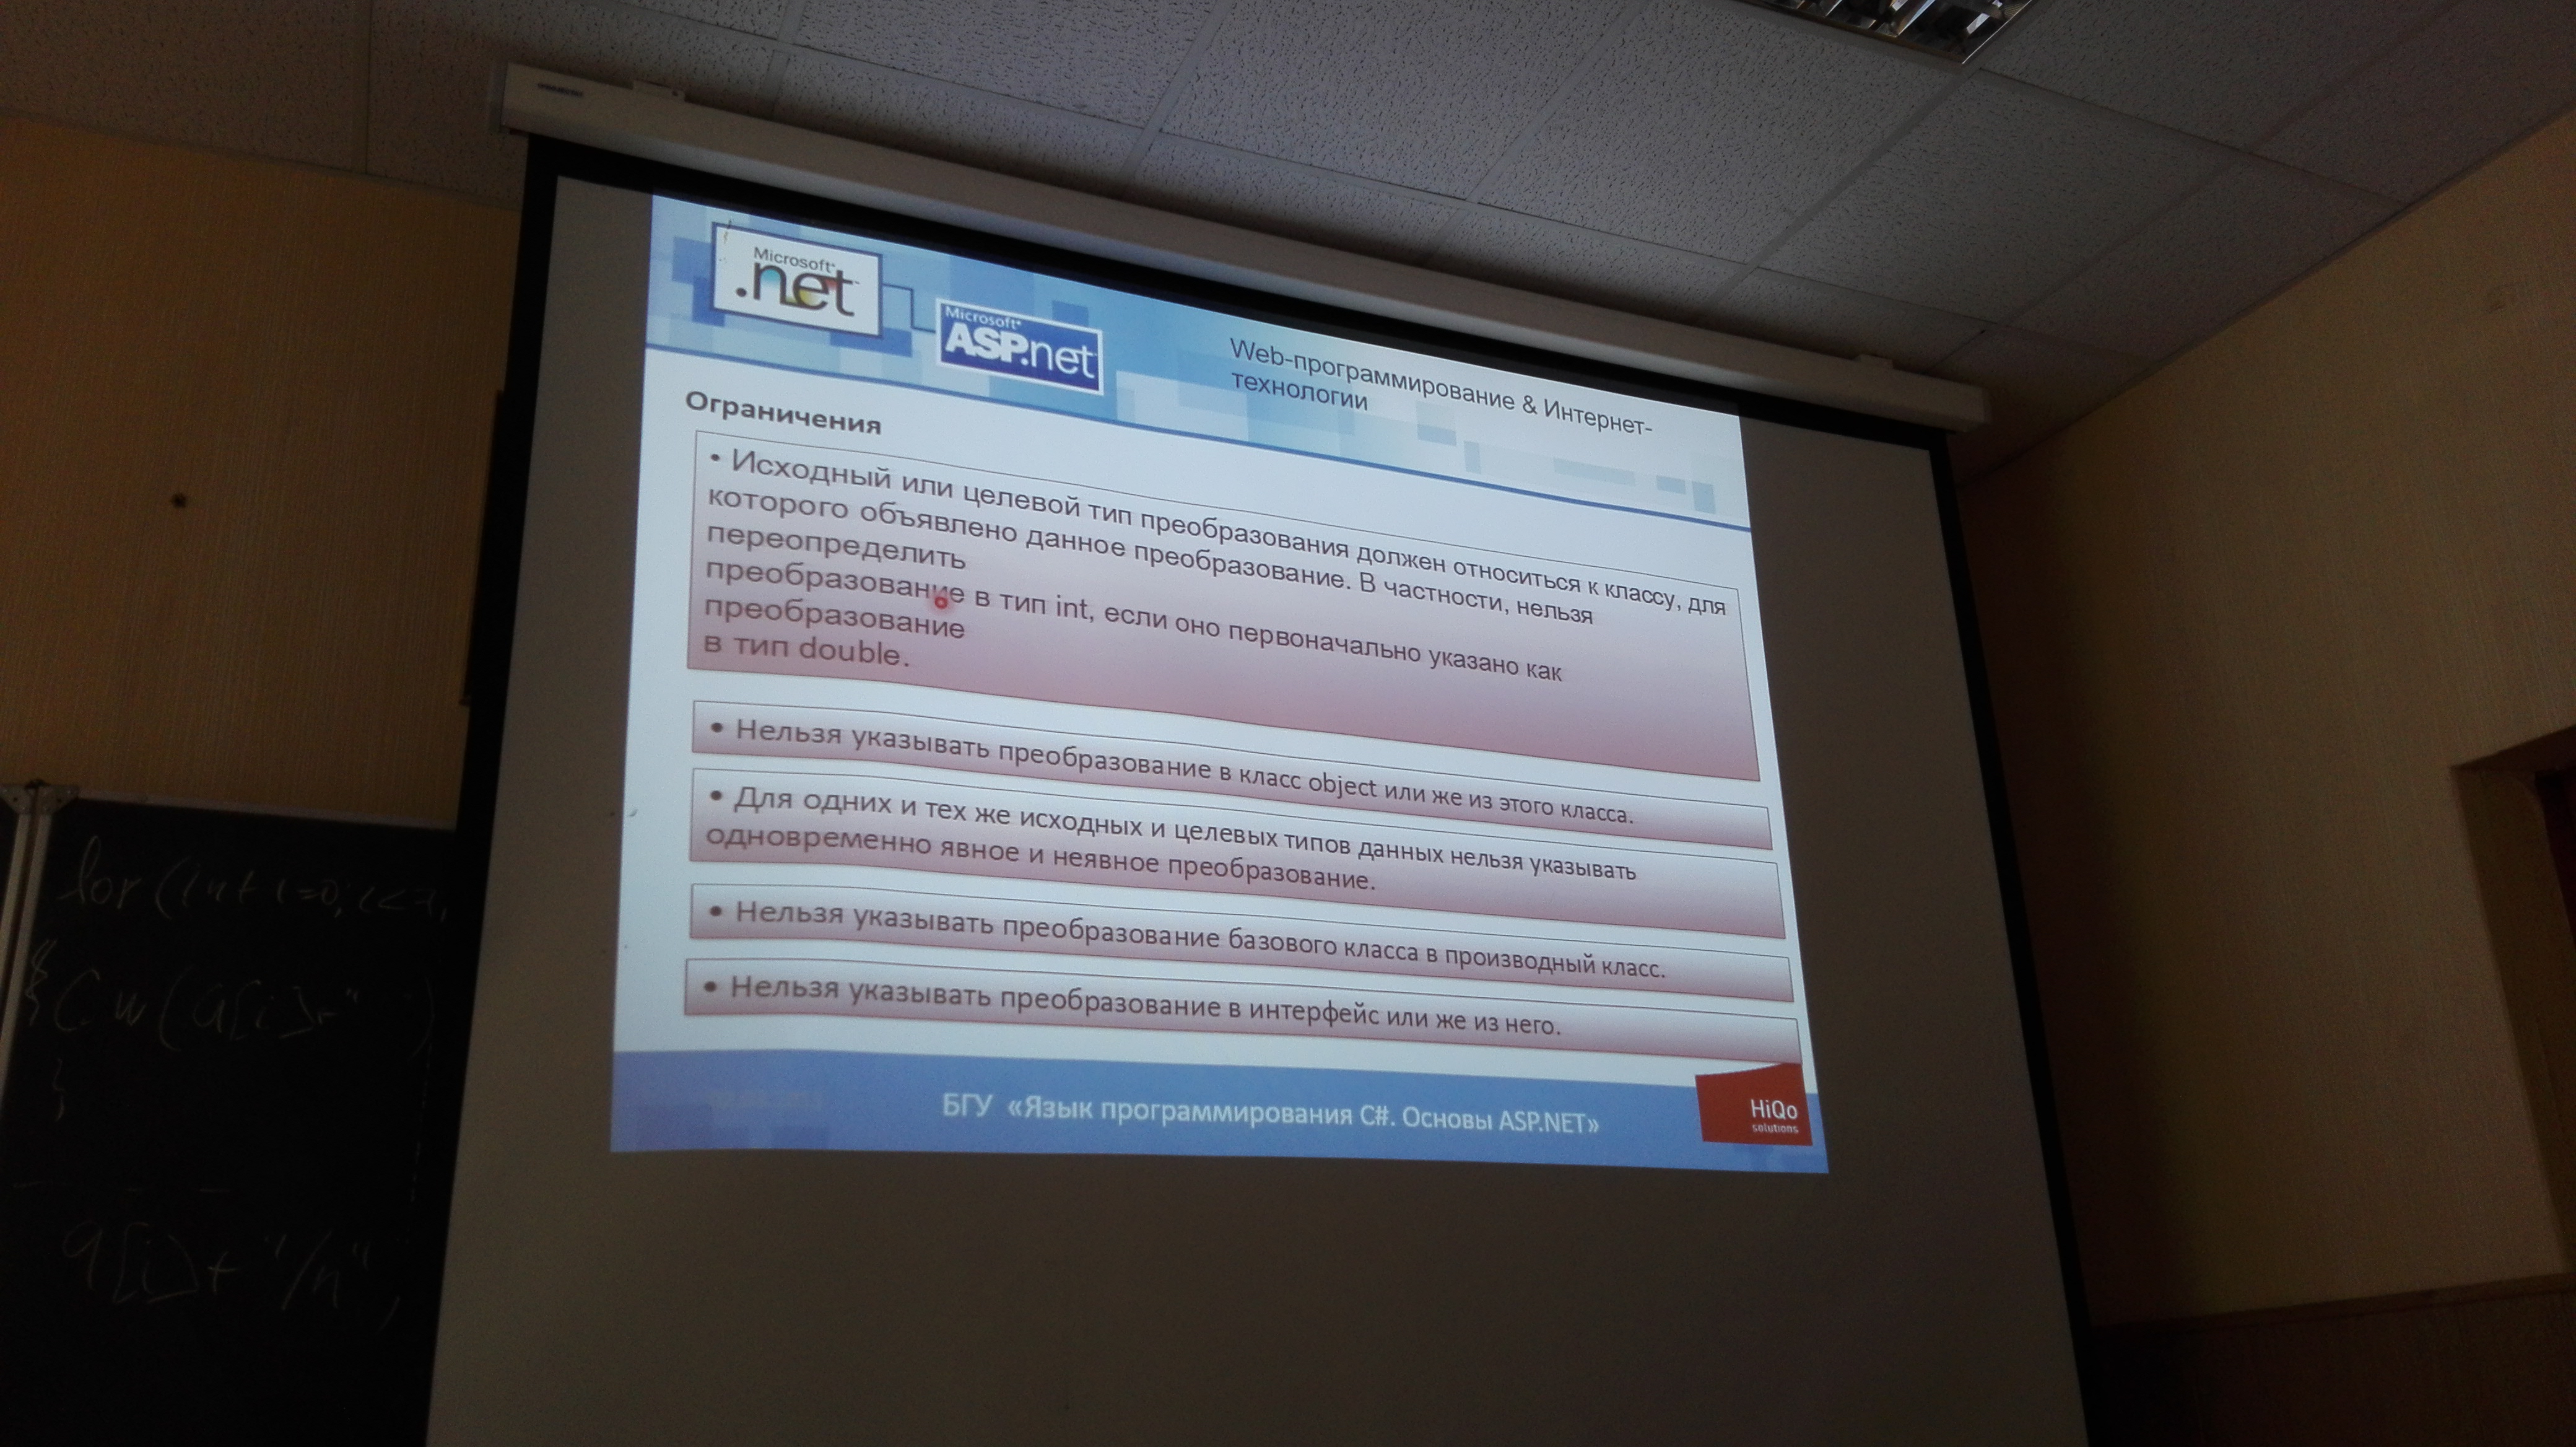 Microsoft
.net
Microsoft
ASP.net
Web-программирование & Интернет-
технологии
Ограничения
• Исходный или целевой тип преобразования должен относиться к классу, для
которого объявлено данное преобразование. В частности, нельзя
переопределить
преобразование в тип int, если оно первоначально указано как
преобразование
в тип double.
• Нельзя указывать преобразование в класс object или же из этого класса.
• Для одних и тех же исходных и целевых типов данных нельзя указывать
одновременно явное и неявное преобразование.
• Нельзя указывать преобразование базового класса в производный класс.
• Нельзя указывать преобразование в интерфейс или же из него.
БГУ «Язык программирования C#. Основы ASP.NET»
HiQo
solutions
for (int i=0;
a[i]+"/n"